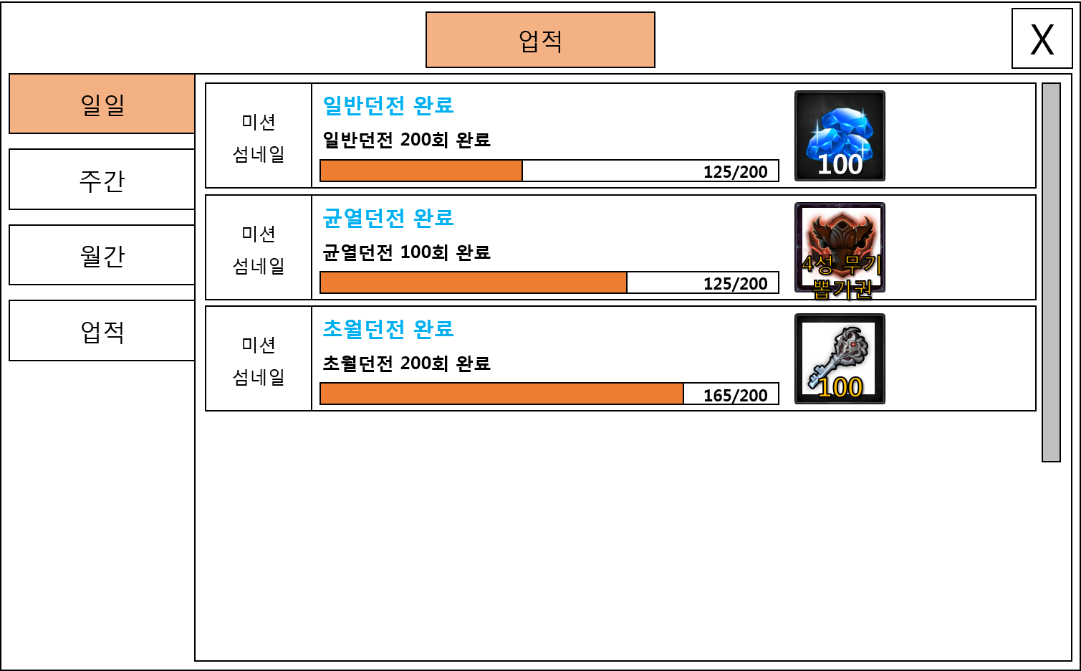 업적
X
일일
주간
월간
업적
미션
섬네일
일반던전 완료
일반던전 200회 완료
125/200
100
미션
섬네일
균열던전 완료
균열던전 100회 완료
125/200
4성 무기
뽑기권
미션
섬네일
초월던전 완료
초월던전 200회 완료
165/200
100